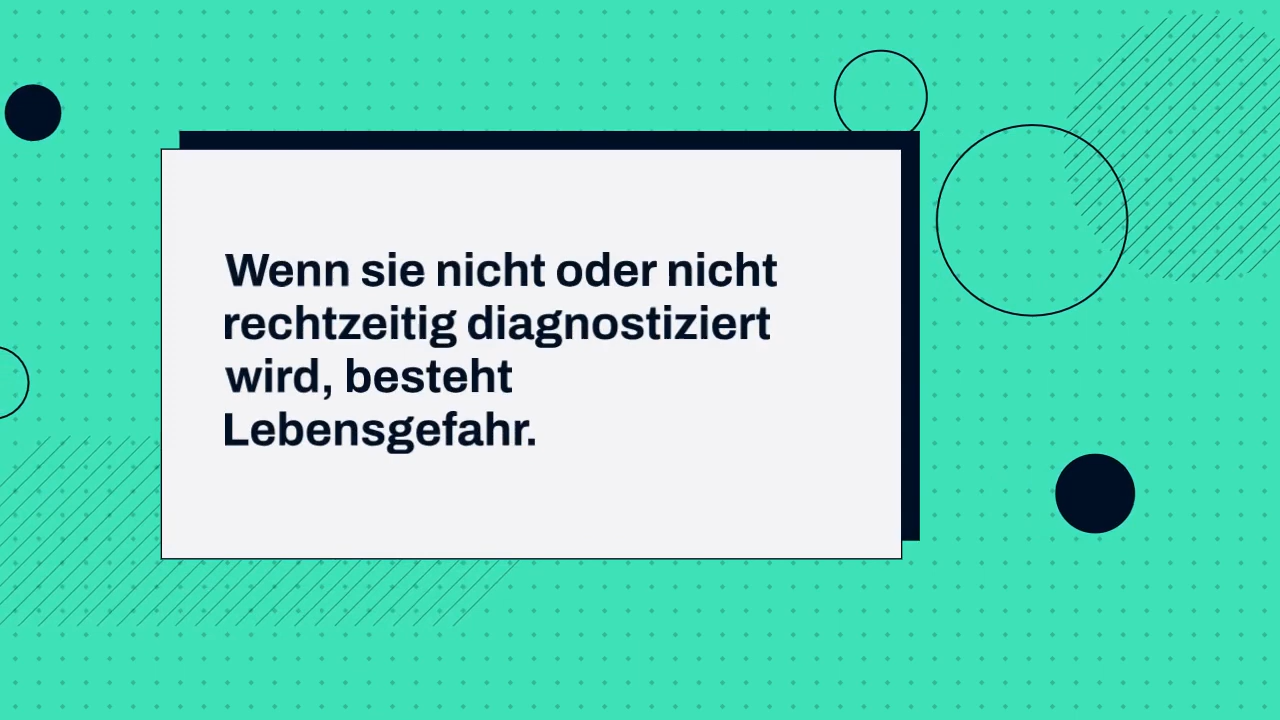 Wenn sie nicht oder nicht
rechtzeitig diagnostiziert
wird, besteht
Lebensgefahr.